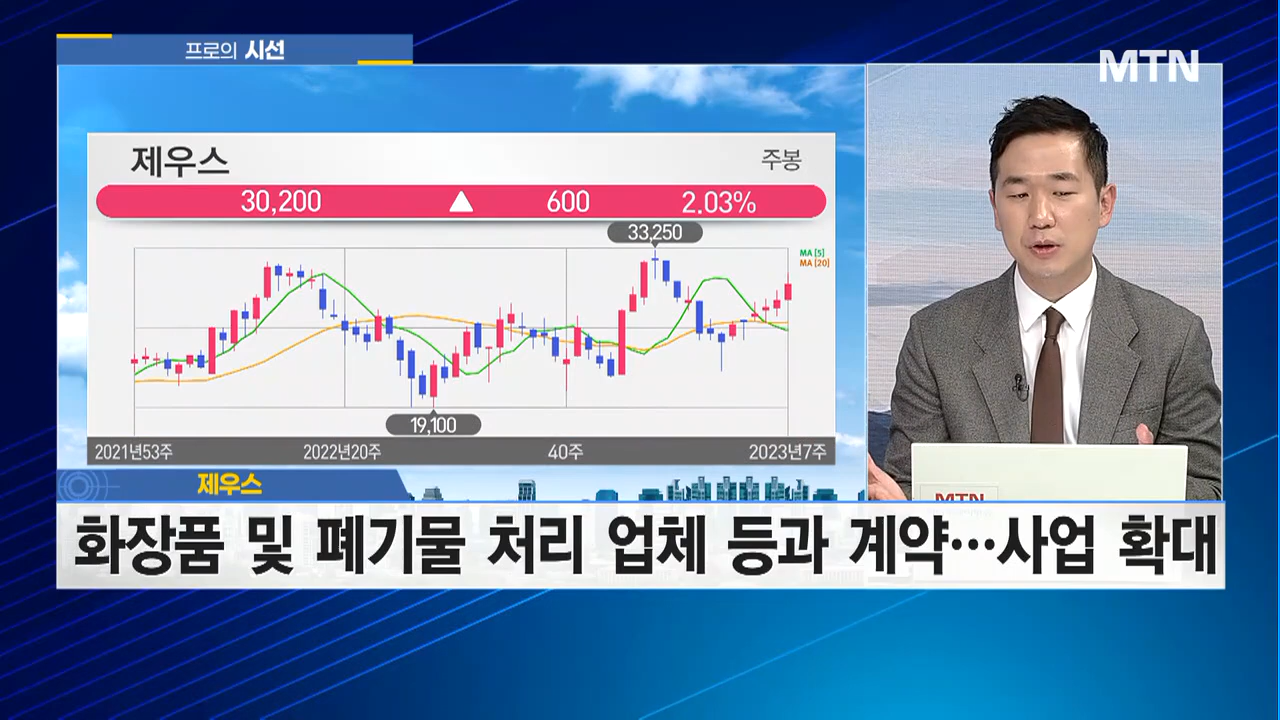 프로의 시선
MTN
제우스
주봉
30,200 ▲ 600 2.03%
33,250
MA [5]
MA [20]
19,100
2021년53주 2022년20주 40주 2023년7주
제우스
MTN
화장품 및 폐기물 처리 업체 등과 계약…사업 확대